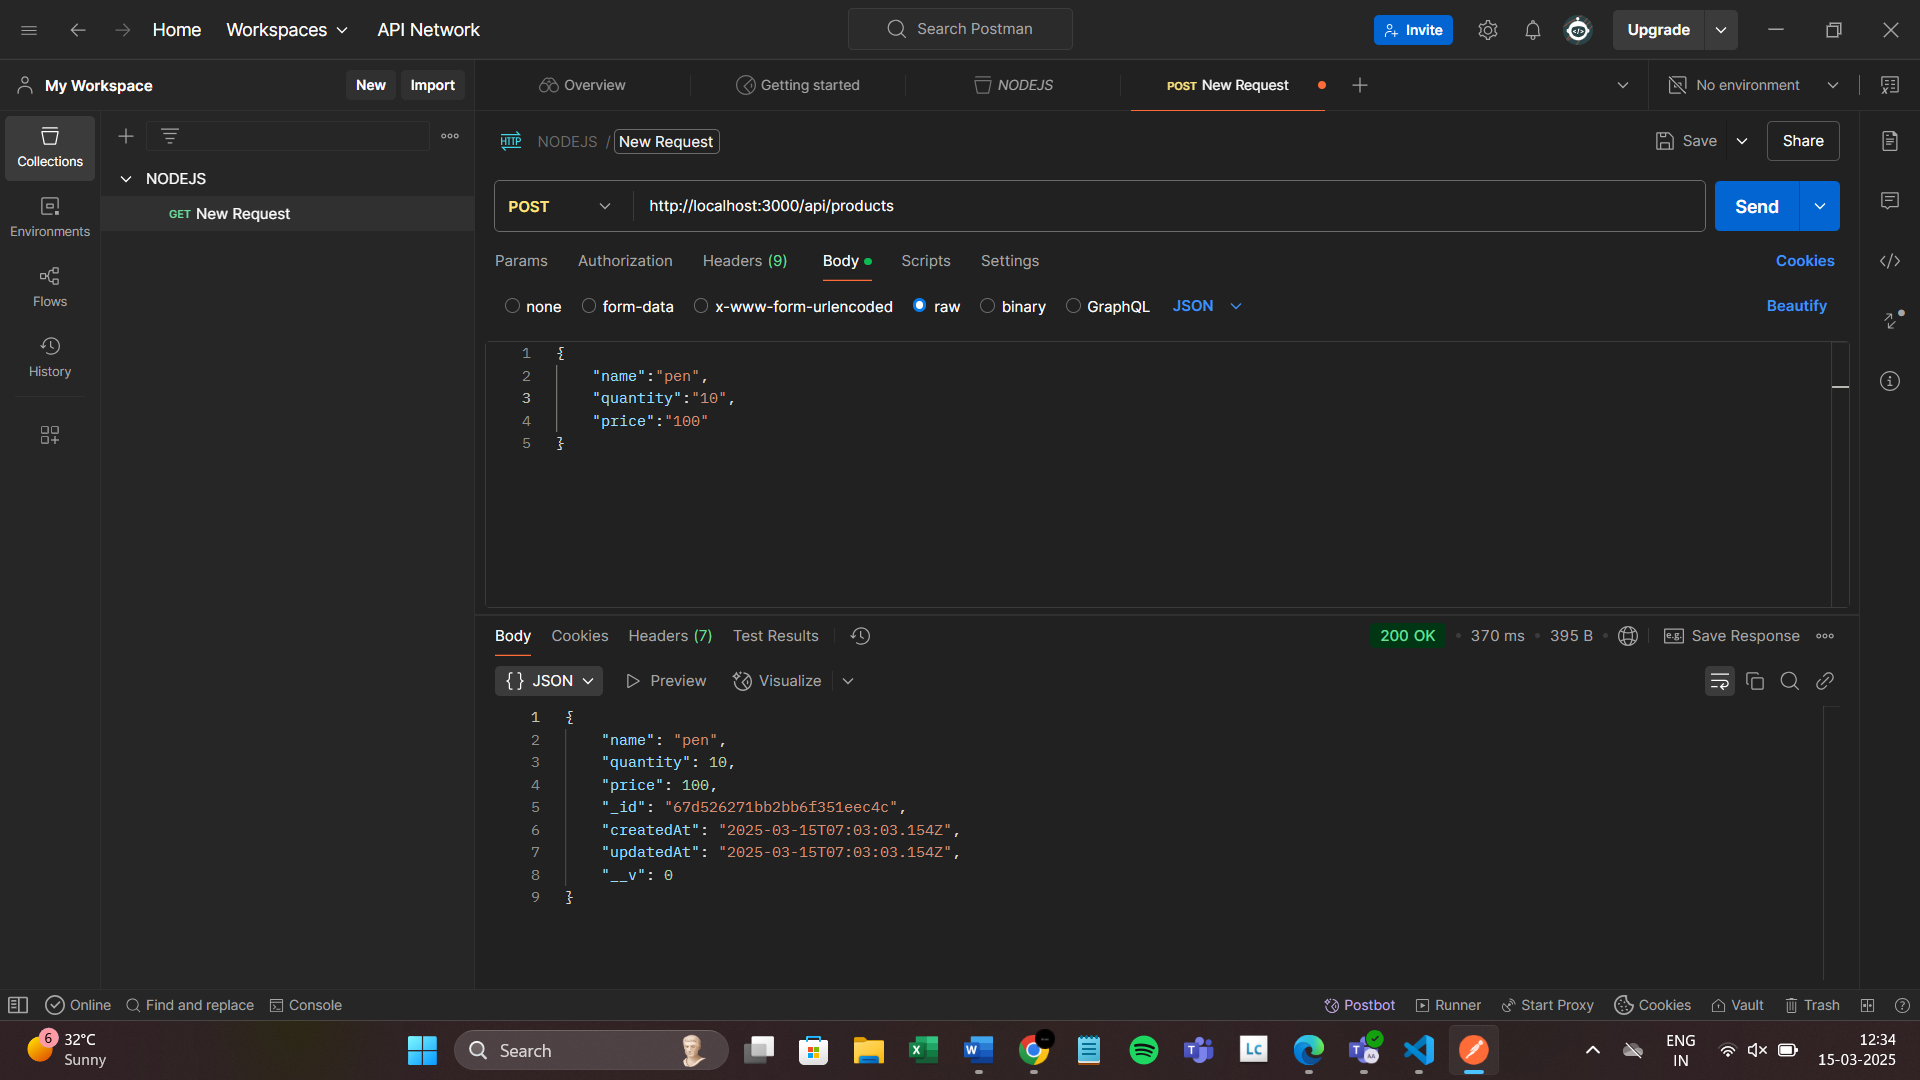 Home
Workspaces
API Network
Search Postman
Invite
Upgrade
My Workspace
New
Import
Overview
Getting started
NODEJS
POST New Request
No environment
Collections
Environments
Flows
History
NODEJS
GET New Request
HTTP
NODEJS / New Request
Save
Share
POST
http://localhost:3000/api/products
Send
Params
Authorization
Headers (9)
Body
Scripts
Settings
Cookies
none
form-data
x-www-form-urlencoded
raw
binary
GraphQL
JSON
Beautify
1 {
2 "name":"pen",
3 "quantity":"10",
4 "price":"100"
5 }
Body
Cookies
Headers (7)
Test Results
200 OK
370 ms
395 B
e.g. Save Response
{} JSON
Preview
Visualize
1 {
2 "name": "pen",
3 "quantity": 10,
4 "price": 100,
5 "_id": "67d526271bb2bb6f351eec4c",
6 "createdAt": "2025-03-15T07:03:03.154Z",
7 "updatedAt": "2025-03-15T07:03:03.154Z",
8 "__v": 0
9 }
Online
Find and replace
Console
Postbot
Runner
Start Proxy
Cookies
Vault
Trash
6
32°C
Sunny
Search
LC
ENG
IN
12:34
15-03-2025